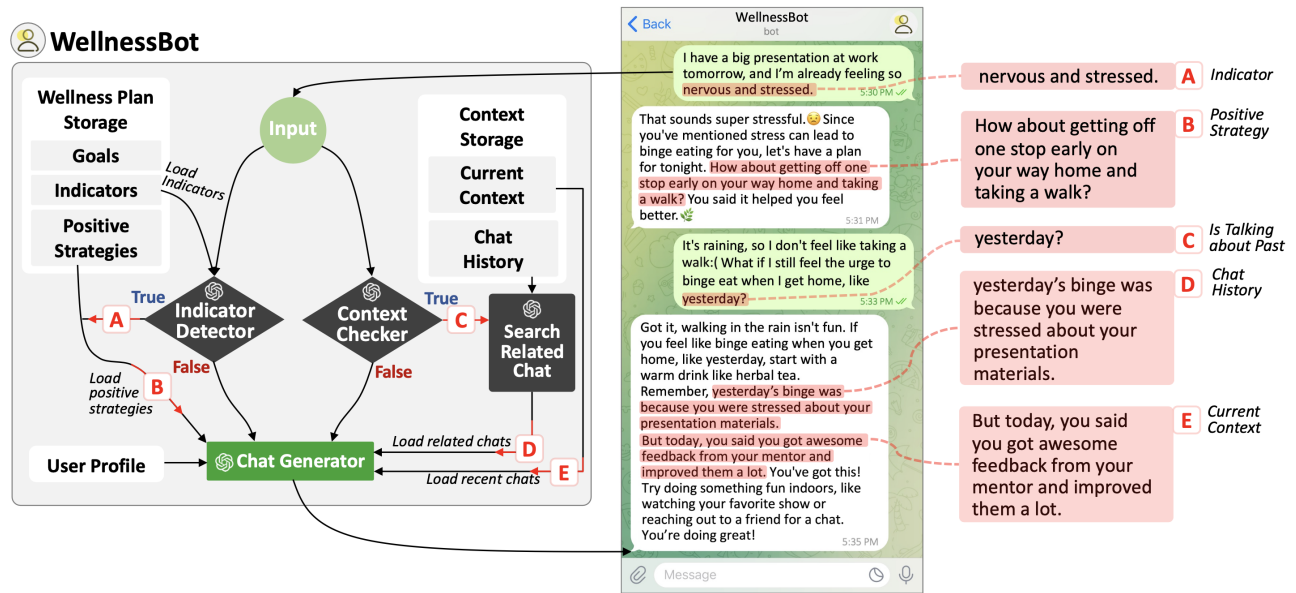 WellnessBot
Wellness Plan
Storage
Goals
Indicators
Positive
Strategies
Load
Indicators
Input
Context
Storage
Current
Context
Chat
History
True
A
Indicator
Detector
False
Context
Checker
True
C
False
Search
Related
Chat
Load
positive
strategies
B
User Profile
Chat Generator
Load related chats
D
Load recent chats
E
Back
WellnessBot
bot
I have a big presentation at work
tomorrow, and I'm already feeling so
nervous and stressed.
5:30 PM
That sounds super stressful.😟 Since
you've mentioned stress can lead to
binge eating for you, let's have a plan
for tonight. How about getting off one
stop early on your way home and taking
a walk? You said it helped you feel
better.🌿
5:31 PM
It's raining, so I don't feel like taking a
walk:( What if I still feel the urge to
binge eat when I get home, like
yesterday?
5:33 PM
Got it, walking in the rain isn't fun. If
you feel like binge eating when you get
home, like yesterday, start with a
warm drink like herbal tea.
Remember, yesterday's binge was
because you were stressed about your
presentation materials.
But today, you said you got awesome
feedback from your mentor and
improved them a lot. You've got this!
Try doing something fun indoors, like
watching your favorite show or
reaching out to a friend for a chat.
You're doing great!
5:35 PM
Message
nervous and stressed.
A
Indicator
How about getting off
one stop early on
your way home and
taking a walk?
B
Positive
Strategy
yesterday?
C
Is Talking
about Past
yesterday's binge was
because you were
stressed about your
presentation
materials.
D
Chat
History
But today, you said
you got awesome
feedback from your
mentor and improved
them a lot.
E
Current
Context